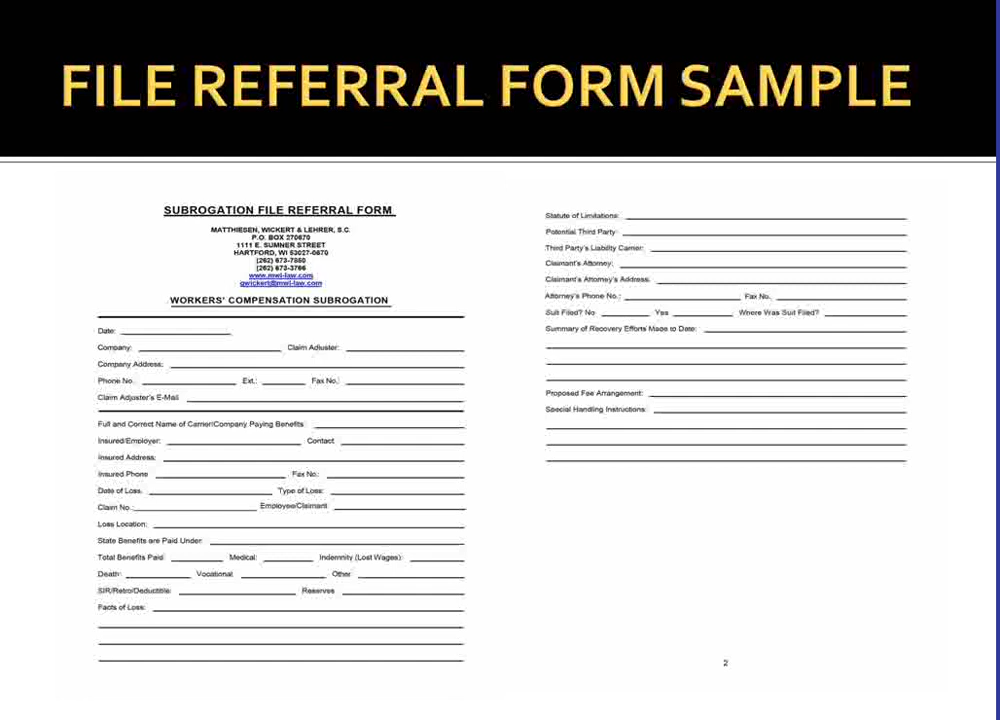 FILE REFERRAL FORM SAMPLE
SUBROGATION FILE REFERRAL FORM
MATTHIESEN, WICKERT & LEHRER, S.C.
P.O. BOX 270670
1111 E. SUMNER STREET
HARTFORD, WI 53027-0670
(262) 673-7850
(262) 673-3766
www.mwl-law.com
gwickert@mwl-law.com
WORKERS' COMPENSATION SUBROGATION
Date:
Company: Claim Adjuster:
Company Address:
Phone No.: Ext.: Fax No.:
Claim Adjuster's E-Mail
Full and Correct Name of Carrier/Company Paying Benefits:
Insured/Employer: Contact
Insured Address:
Insured Phone Fax No.:
Date of Loss: Type of Loss:
Claim No.: Employee/Claimant
Loss Location:
State Benefits are Paid Under:
Total Benefits Paid: Medical: Indemnity (Lost Wages):
Death: Vocational: Other
SIR/Retro/Deductible: Reserves
Facts of Loss:
Statute of Limitations:
Potential Third Party:
Third Party's Liability Carrier:
Claimant's Attorney:
Claimant's Attorney's Address:
Attorney's Phone No.: Fax No.
Suit Filed? No Yes Where Was Suit Filed?
Summary of Recovery Efforts Made to Date:
Proposed Fee Arrangement:
Special Handling Instructions:
2